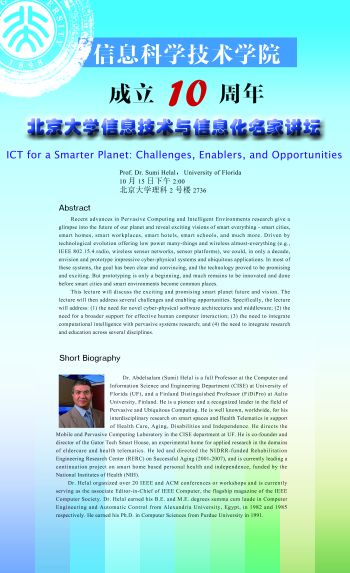 信息科学技术学院
成立 10 周年
北京大学信息技术与信息化名家讲坛
ICT for a Smarter Planet: Challenges, Enablers, and Opportunities
Prof. Dr. Sumi Helal, University of Florida
10 月 15 日下午 2:00
北京大学理科 2 号楼 2736
Abstract
Recent advances in Pervasive Computing and Intelligent Environments research give a
glimpse into the future of our planet and reveal exciting visions of smart everything - smart cities,
smart homes, smart workplaces, smart hotels, smart schools, and much more. Driven by
technological evolution offering low power many-things and wireless almost-everything (e.g.,
IEEE 802.15.4 radio, wireless sensor networks, sensor platforms), we could, in only a decade,
envision and prototype impressive cyber-physical systems and ubiquitous applications. In most of
these systems, the goal has been clear and convincing, and the technology proved to be promising
and exciting. But prototyping is only a beginning, and much remains to be innovated and done
before smart cities and smart environments become common places.
This lecture will discuss the exciting and promising smart planet future and vision. The
lecture will then address several challenges and enabling opportunities. Specifically, the lecture
will address: (1) the need for novel cyber-physical software architectures and middleware; (2) the
need for a broader support for effective human computer interaction; (3) the need to integrate
computational intelligence with pervasive systems research; and (4) the need to integrate research
and education across several disciplines.
Short Biography
Dr. Abdelsalam (Sumi) Helal is a full Professor at the Computer and
Information Science and Engineering Department (CISE) at University of
Florida (UF), and a Finland Distinguished Professor (FiDiPro) at Aalto
University, Finland. He is a pioneer and a recognized leader in the field of
Pervasive and Ubiquitous Computing. He is well known, worldwide, for his
interdisciplinary research on smart spaces and Health Telematics in support
of Health Care, Aging, Disabilities and Independence. He directs the
Mobile and Pervasive Computing Laboratory in the CISE department at UF. He is co-founder and
director of the Gator Tech Smart House, an experimental home for applied research in the domains
of eldercare and health telematics. He led and directed the NIDRR-funded Rehabilitation
Engineering Research Center (RERC) on Successful Aging (2001-2007), and is currently leading a
continuation project on smart home based personal health and independence, funded by the
National Institutes of Health (NIH).
Dr. Helal organized over 20 IEEE and ACM conferences or workshops and is currently
serving as the associate Editor-in-Chief of IEEE Computer, the flagship magazine of the IEEE
Computer Society. Dr. Helal earned his B.E. and M.E. degrees summa cum laude in Computer
Engineering and Automatic Control from Alexandria University, Egypt, in 1982 and 1985
respectively. He earned his Ph.D. in Computer Sciences from Purdue University in 1991.